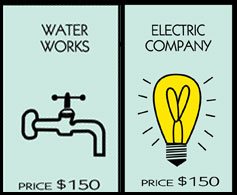 WATER
WORKS
PRICE $150
ELECTRIC
COMPANY
PRICE $150